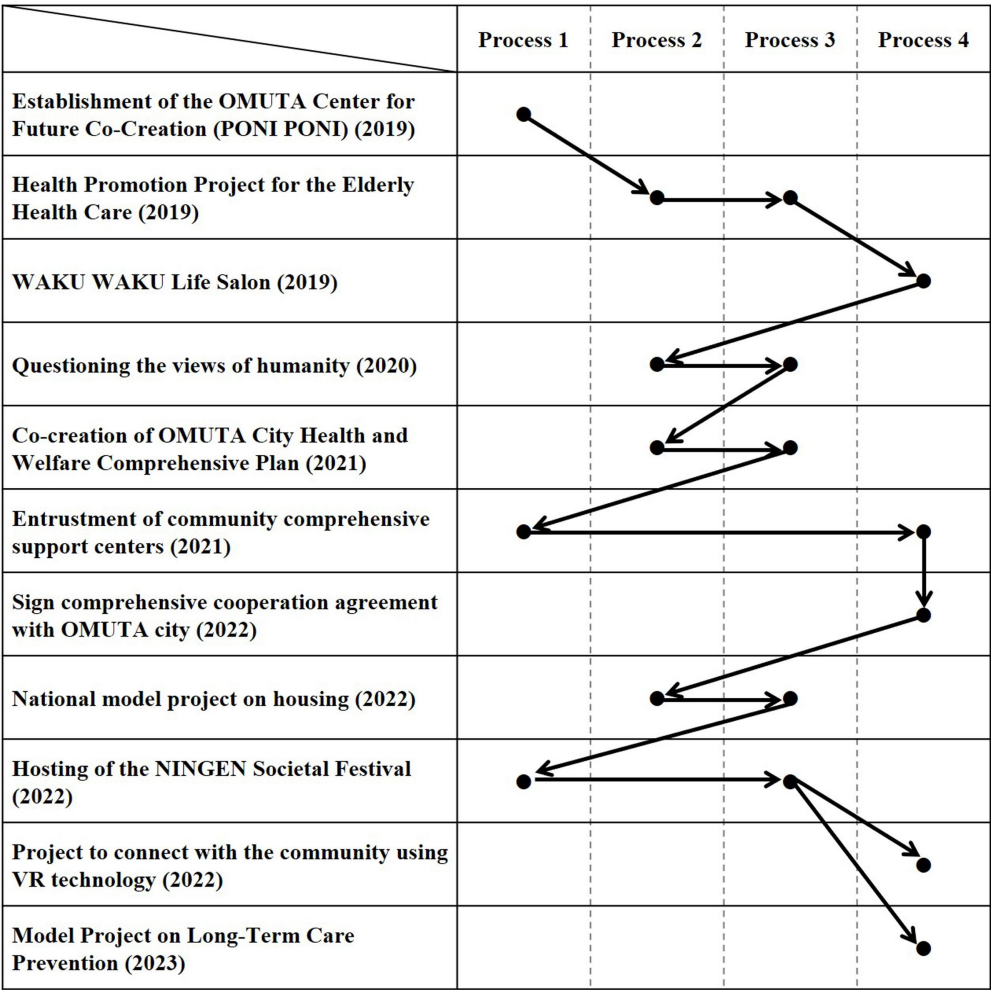 Process 1 Process 2 Process 3 Process 4
Establishment of the OMUTA Center for
Future Co-Creation (PONI PONI) (2019)
Health Promotion Project for the Elderly
Health Care (2019)
WAKU WAKU Life Salon (2019)
Questioning the views of humanity (2020)
Co-creation of OMUTA City Health and
Welfare Comprehensive Plan (2021)
Entrustment of community comprehensive
support centers (2021)
Sign comprehensive cooperation agreement
with OMUTA city (2022)
National model project on housing (2022)
Hosting of the NINGEN Societal Festival
(2022)
Project to connect with the community using
VR technology (2022)
Model Project on Long-Term Care
Prevention (2023)